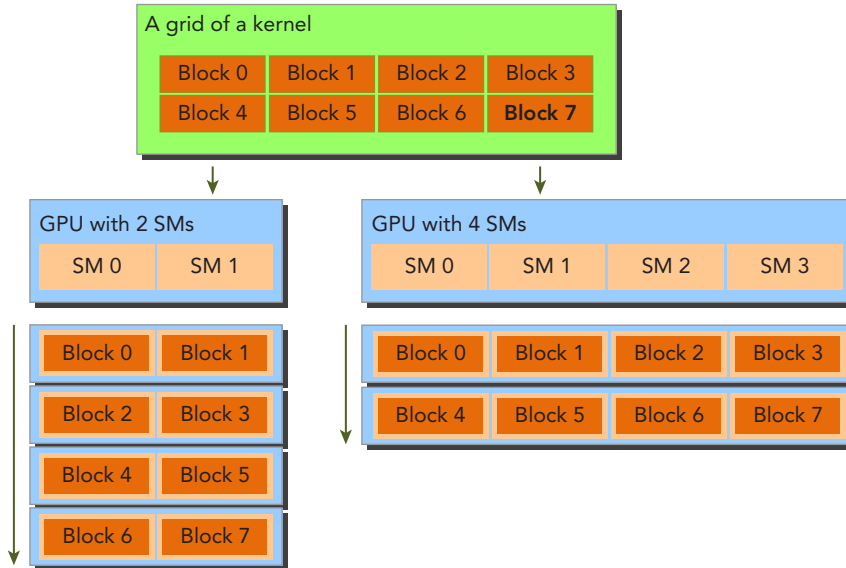 A grid of a kernel
Block 0 Block 1 Block 2 Block 3
Block 4 Block 5 Block 6 Block 7
GPU with 2 SMs
SM 0 SM 1
Block 0 Block 1
Block 2 Block 3
Block 4 Block 5
Block 6 Block 7
GPU with 4 SMs
SM 0 SM 1 SM 2 SM 3
Block 0 Block 1 Block 2 Block 3
Block 4 Block 5 Block 6 Block 7